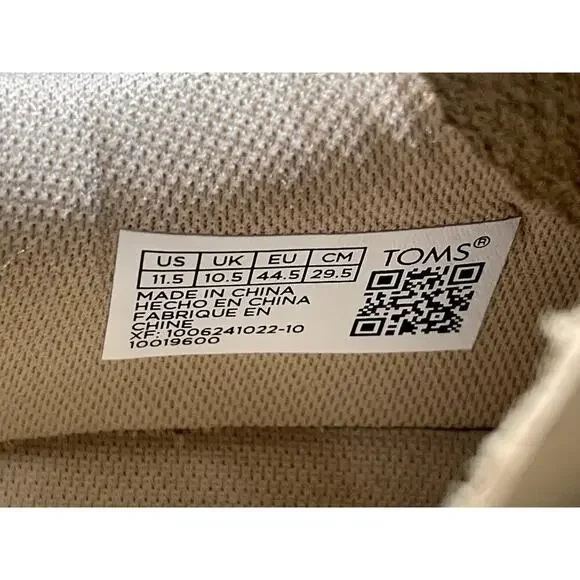 US UK EU CM
11.5 10.5 44.5 29.5
MADE IN CHINA
HECHO EN CHINA
FABRIQUE EN
CHINE
XF: 1006241022-10
10019600
TOMS®